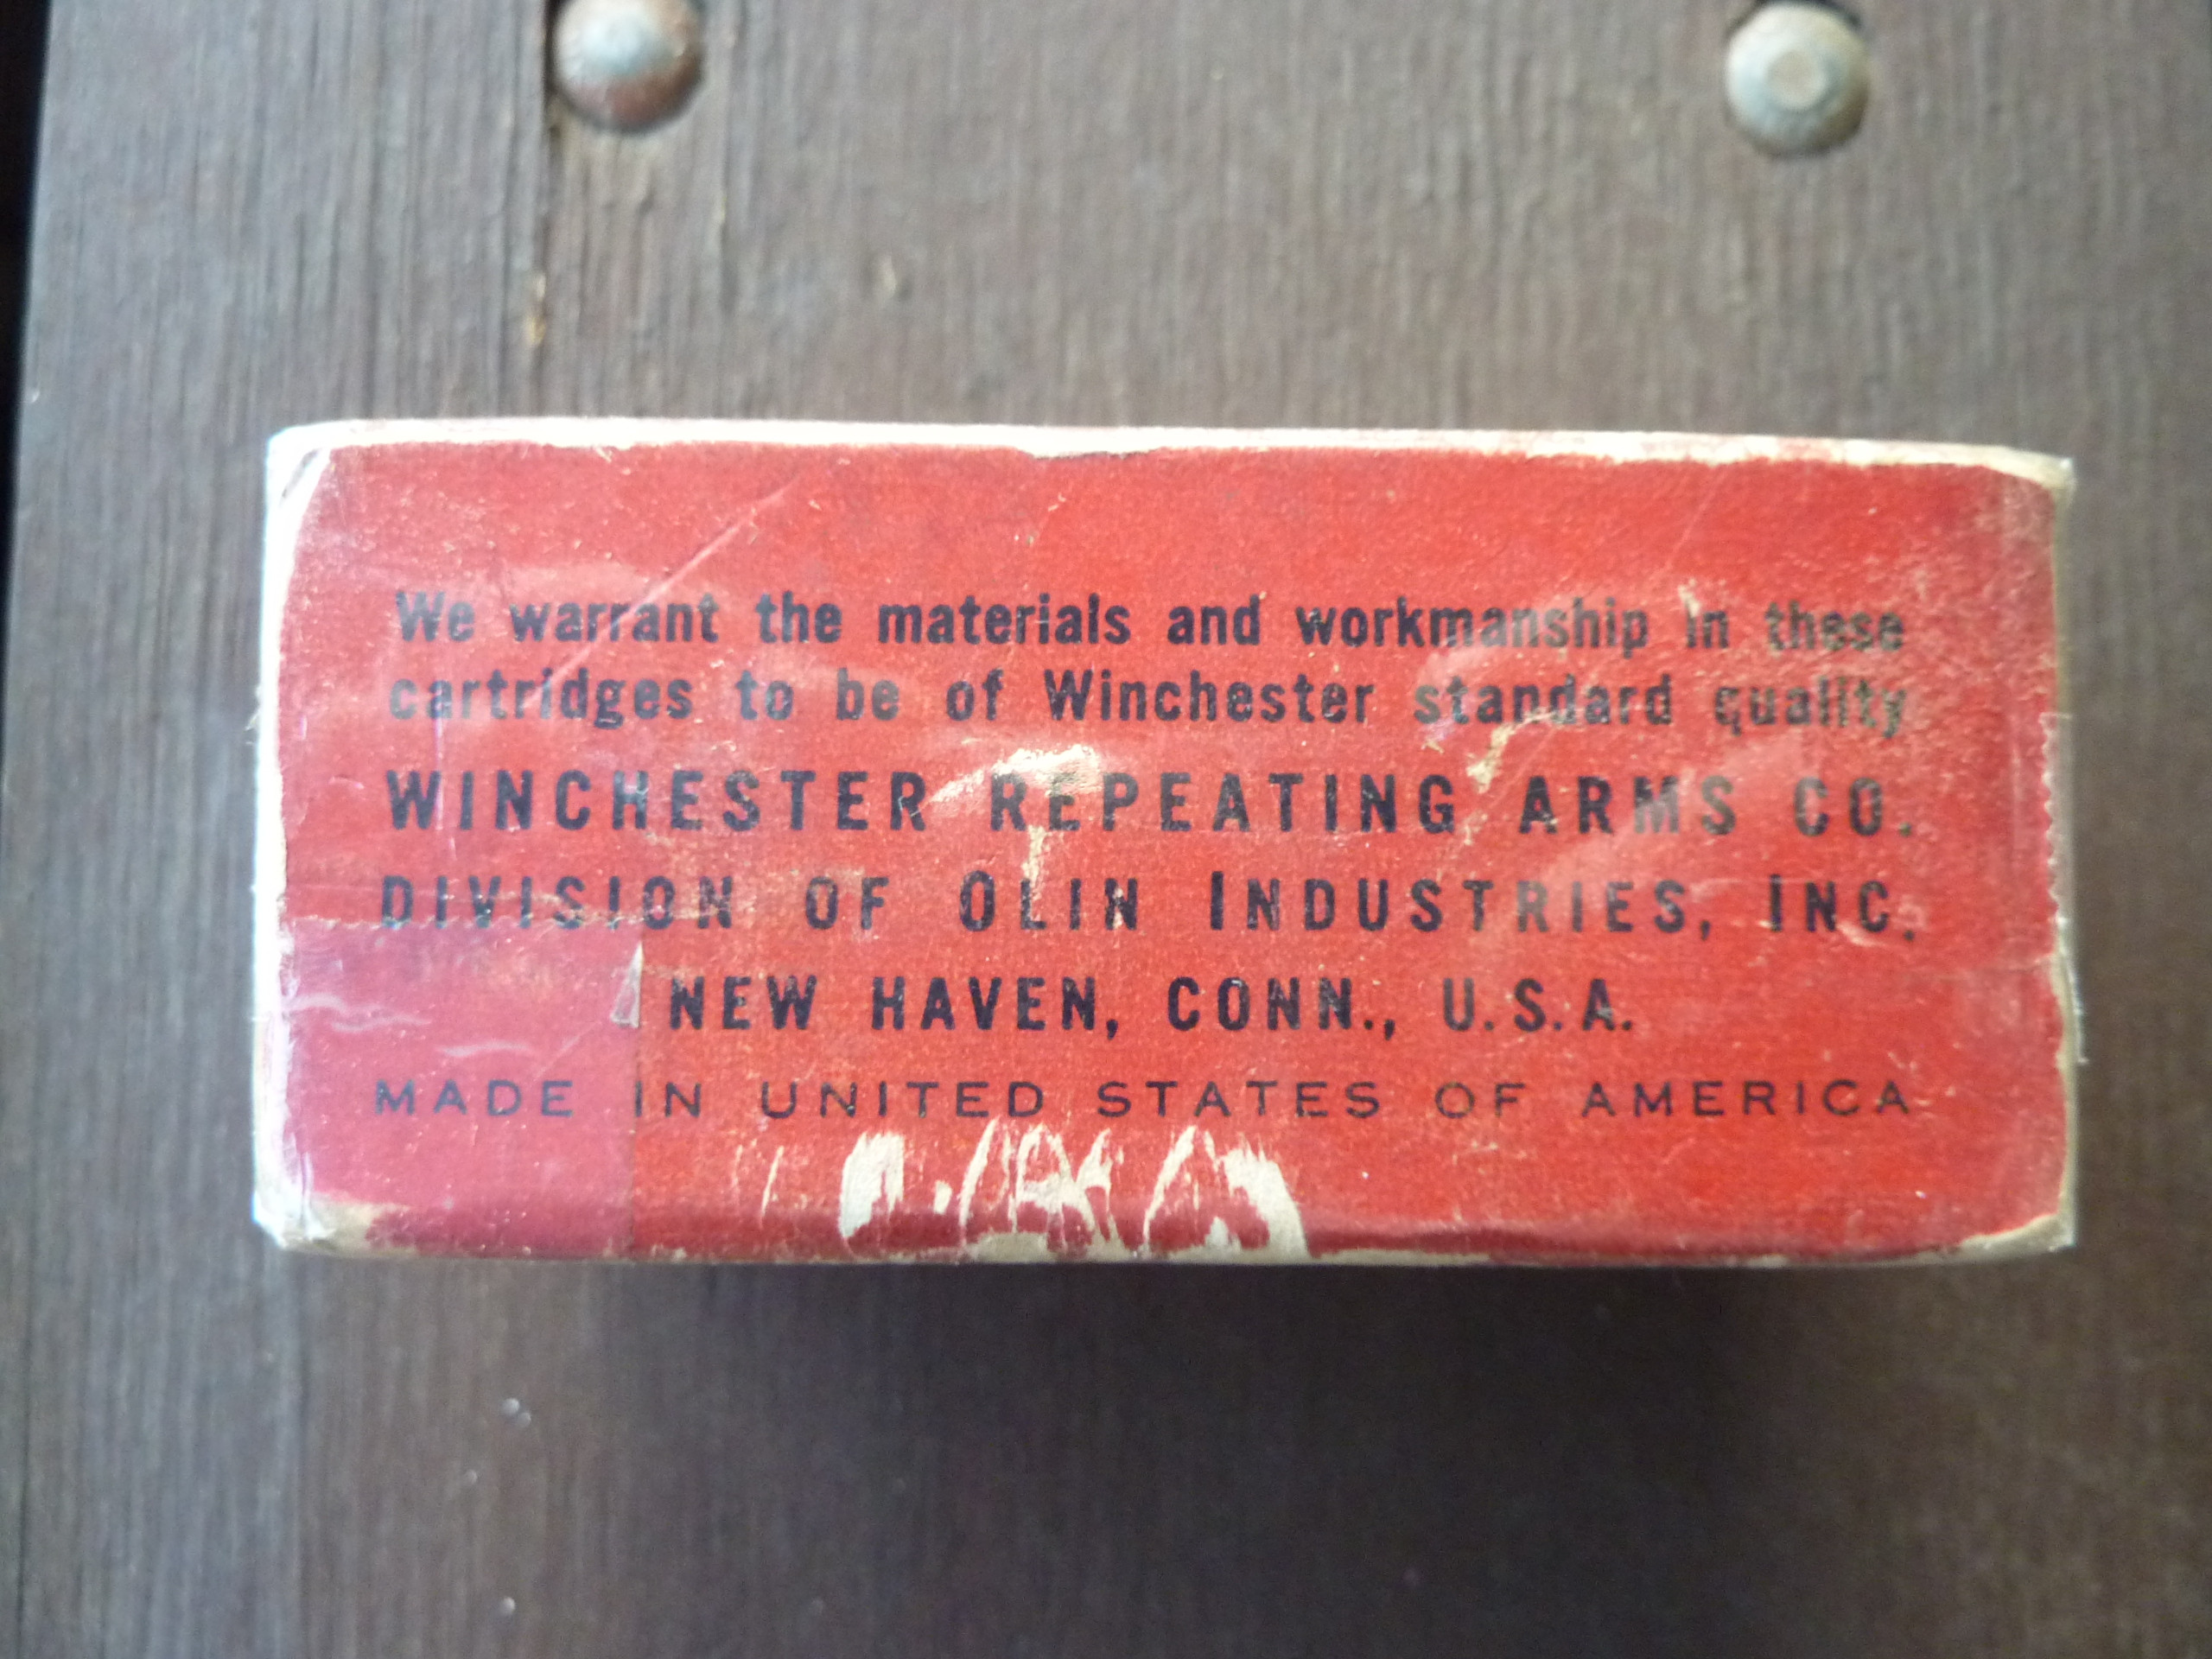 We warrant the materials and workmanship in these
cartridges to be of Winchester standard quality
WINCHESTER REPEATING ARMS CO.
DIVISION OF OLIN INDUSTRIES, INC.
NEW HAVEN, CONN., U.S.A.
MADE IN UNITED STATES OF AMERICA